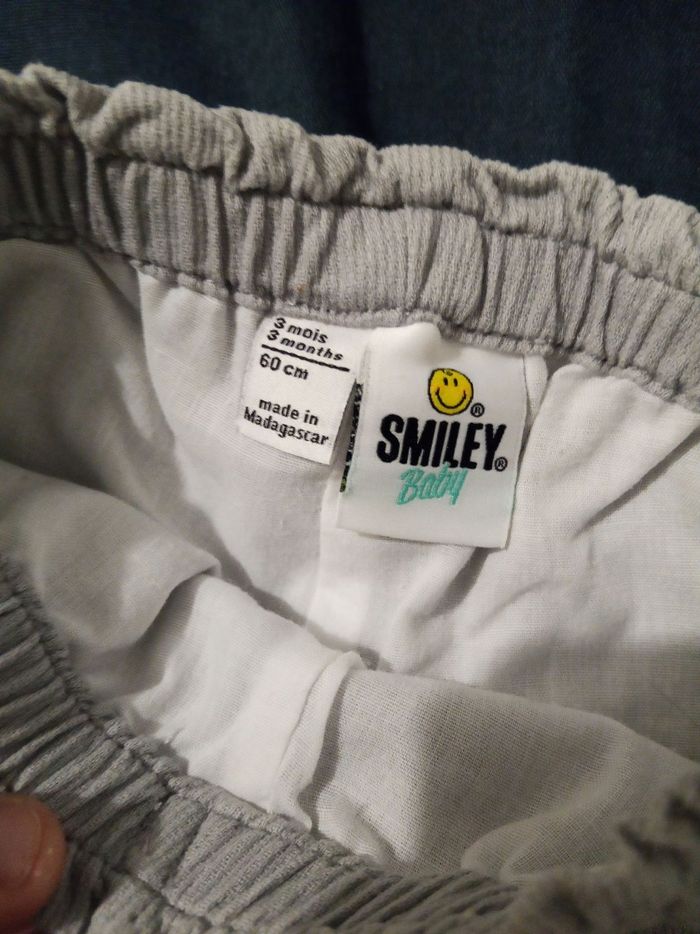 3 mois
3 months
60 cm
made in
Madagascar
®
SMILEY®
Baby